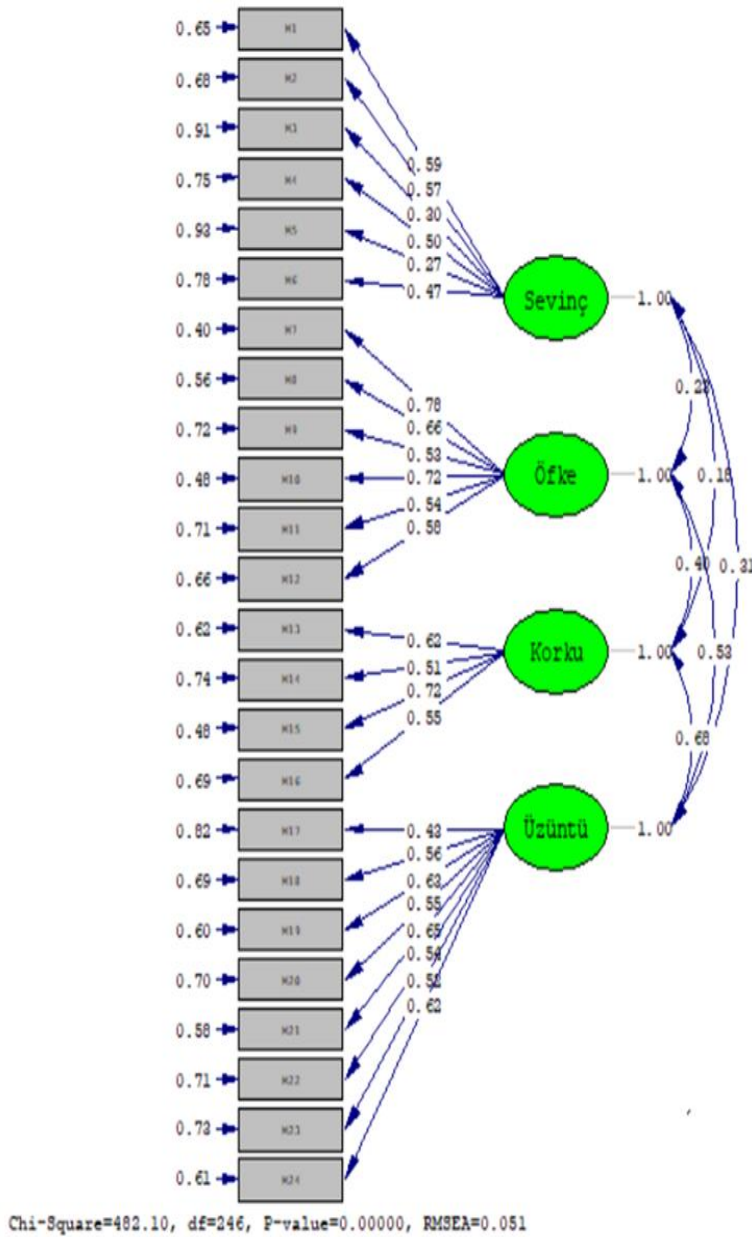 0.65 M1
0.68 M2
0.91 M3
0.75 M4
0.93 M5
0.78 M6
0.40 M7
0.56 M8
0.72 M9
0.48 M10
0.71 M11
0.66 M12
0.62 M13
0.74 M14
0.48 M15
0.69 M16
0.82 M17
0.69 M18
0.60 M19
0.70 M20
0.58 M21
0.71 M22
0.73 M23
0.61 M24
0.59
0.57
0.30
0.50
0.27
0.47
0.78
0.66
0.53
0.72
0.54
0.58
0.62
0.51
0.72
0.55
0.43
0.56
0.63
0.55
0.65
0.54
0.52
0.62
Sevinç 1.00
Öfke 1.00
Korku 1.00
Üzüntü 1.00
0.18
0.40
0.31
0.53
0.68
Chi-Square=482.10, df=246, P-value=0.00000, RMSEA=0.051